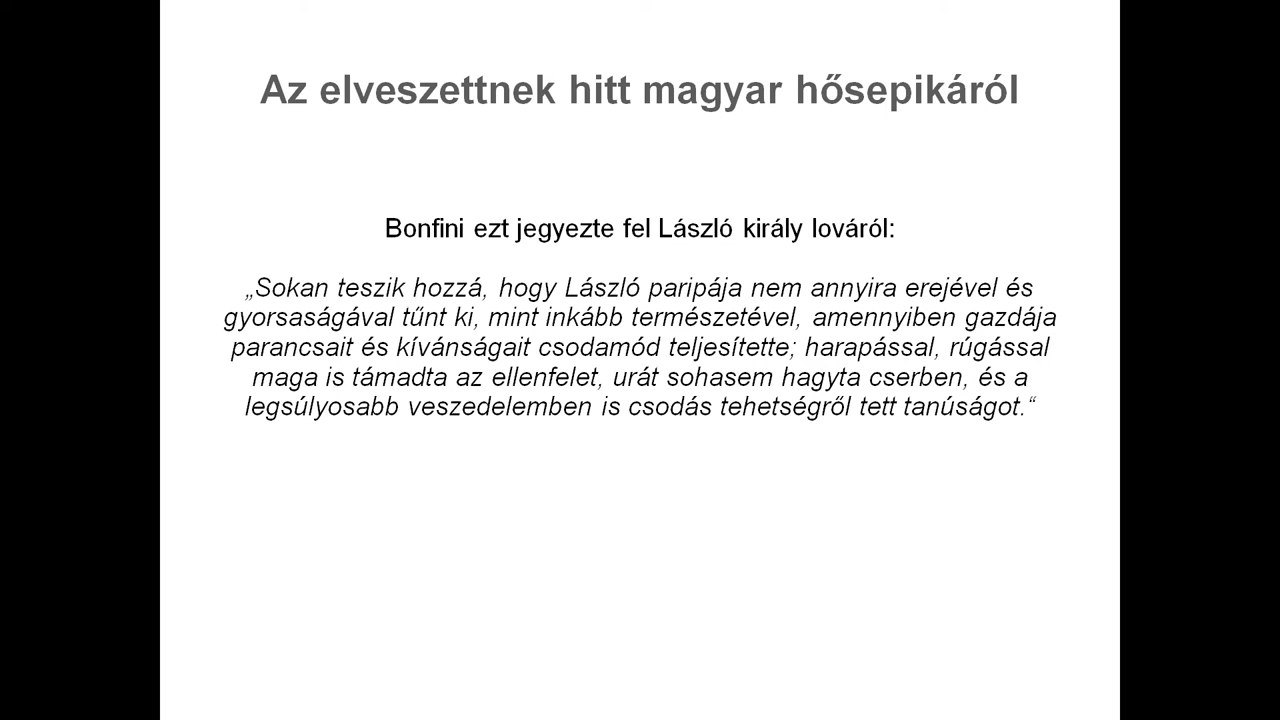 Az elveszettnek hitt magyar hősepikáról
Bonfini ezt jegyezte fel László király lováról:
„Sokan teszik hozzá, hogy László paripája nem annyira erejével és
gyorsaságával tűnt ki, mint inkább természetével, amennyiben gazdája
parancsait és kívánságait csodamód teljesítette; harapással, rúgással
maga is támadta az ellenfelet, urát sohasem hagyta cserben, és a
legsúlyosabb veszedelemben is csodás tehetségről tett tanúságot.“